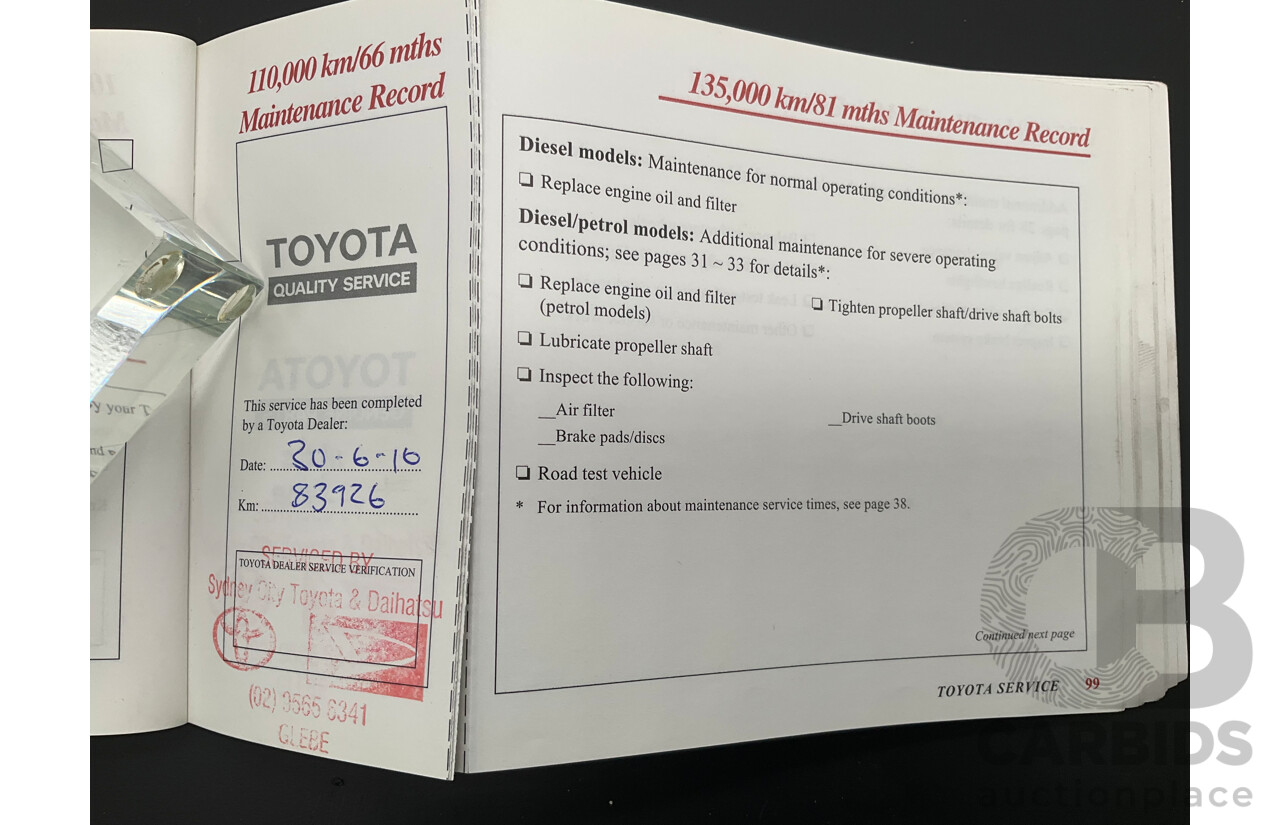 110,000 km/66 mths
Maintenance Record
TOYOTA
QUALITY SERVICE
This service has been completed
by a Toyota Dealer:
Date: 30-6-10
Km: 83926
SERVICED BY
TOYOTA DEALER SERVICE VERIFICATION
Sydney City Toyota & Daihatsu
(02) 9566 6341
GLEBE
y your T
135,000 km/81 mths Maintenance Record
Diesel models: Maintenance for normal operating conditions*:
❏ Replace engine oil and filter
Diesel/petrol models: Additional maintenance for severe operating
conditions; see pages 31 ~ 33 for details*:
❏ Replace engine oil and filter
(petrol models)
❏ Tighten propeller shaft/drive shaft bolts
❏ Lubricate propeller shaft
❏ Inspect the following:
__Air filter
__Drive shaft boots
__Brake pads/discs
❏ Road test vehicle
* For information about maintenance service times, see page 38.
Continued next page
TOYOTA SERVICE 99
CARBIDS
auctionplace